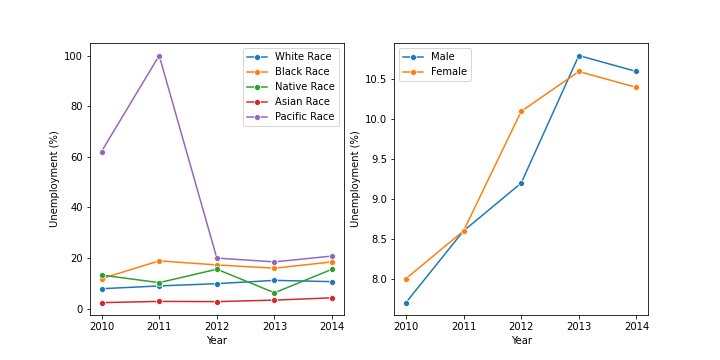 100
80
60
40
20
0
Unemployment (%)
2010 2011 2012 2013 2014
Year
White Race
Black Race
Native Race
Asian Race
Pacific Race
10.5
10.0
9.5
9.0
8.5
8.0
Unemployment (%)
2010 2011 2012 2013 2014
Year
Male
Female